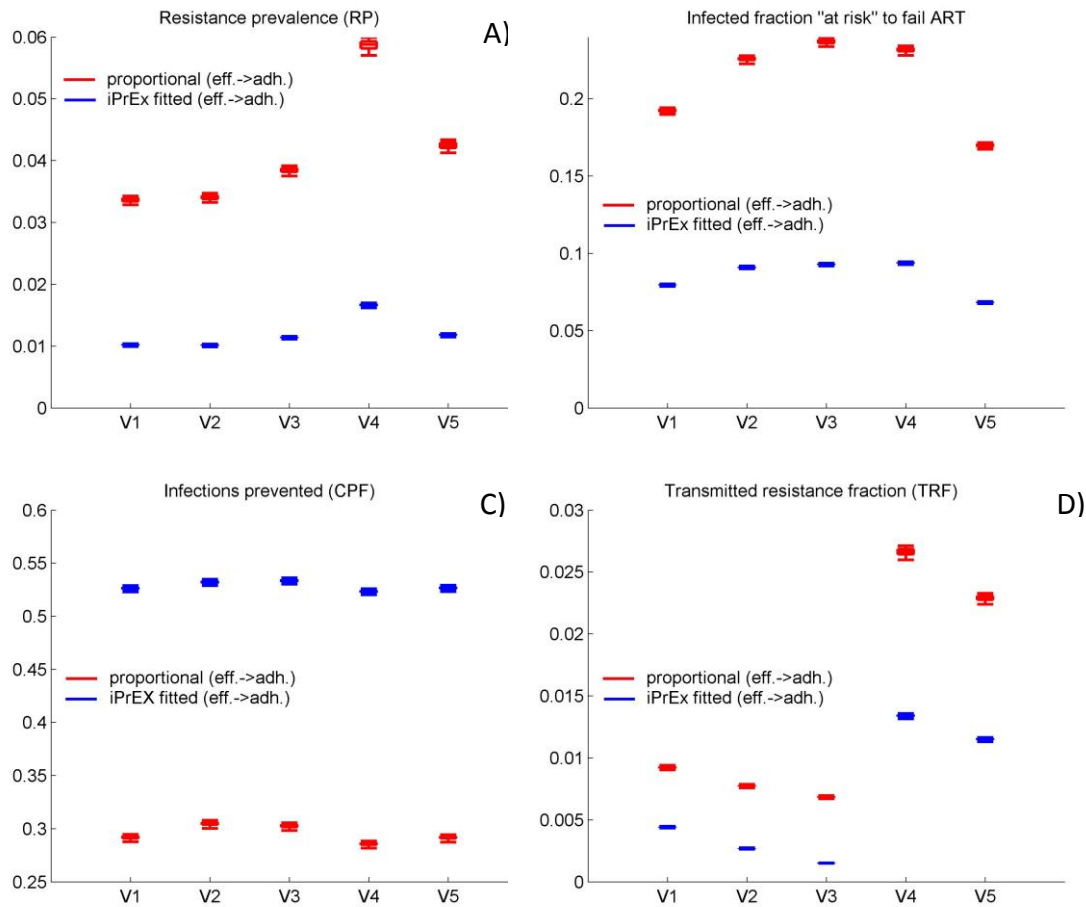 Resistance prevalence (RP)
A)
0.06
0.05
0.04
0.03
0.02
0.01
0
proportional (eff.->adh.)
iPrEx fitted (eff.->adh.)
V1 V2 V3 V4 V5
Infected fraction "at risk" to fail ART
0.2
0.15
0.1
0.05
0
proportional (eff.->adh.)
iPrEx fitted (eff.->adh.)
V1 V2 V3 V4 V5
Infections prevented (CPF)
C)
0.6
0.55
0.5
0.45
0.4
0.35
0.3
0.25
proportional (eff.->adh.)
iPrEX fitted (eff.->adh.)
V1 V2 V3 V4 V5
Transmitted resistance fraction (TRF)
D)
0.03
0.025
0.02
0.015
0.01
0.005
0
proportional (eff.->adh.)
iPrEx fitted (eff.->adh.)
V1 V2 V3 V4 V5